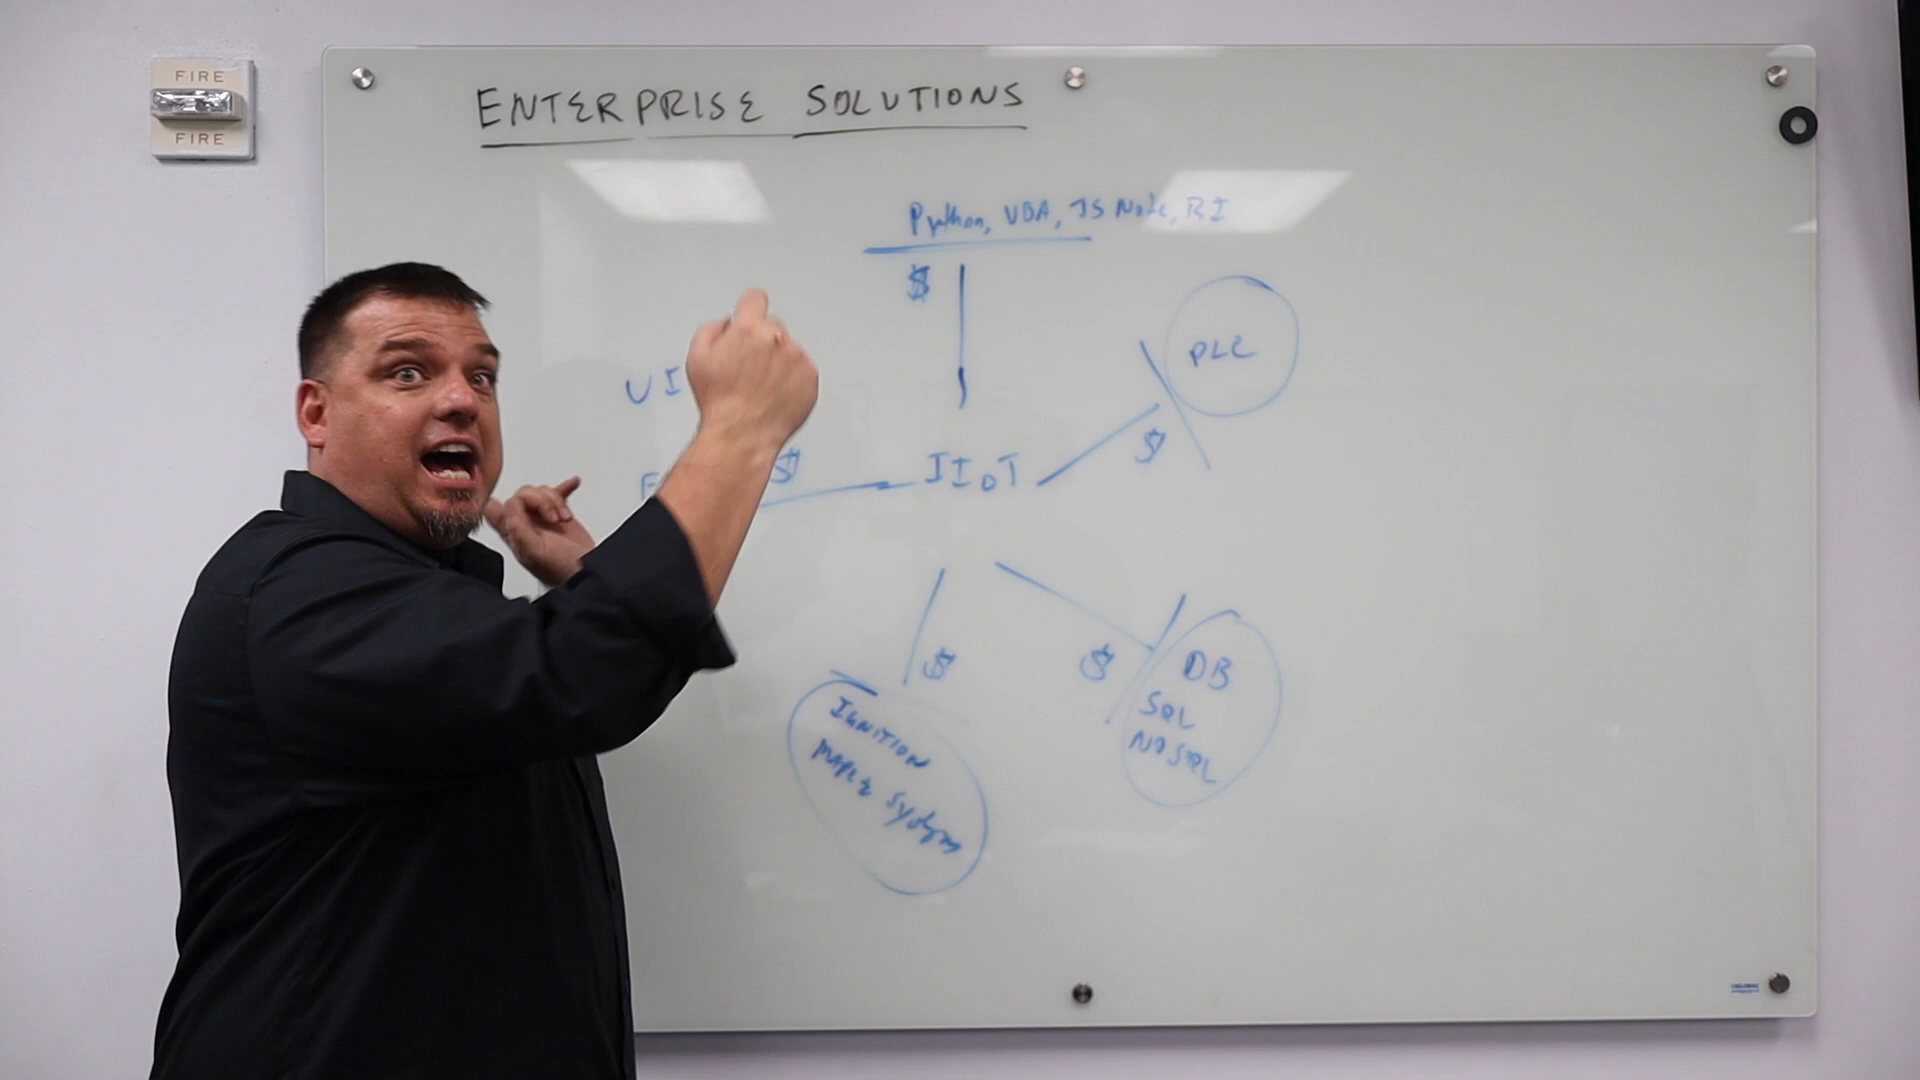 FIRE
FIRE
ENTERPRISE SOLUTIONS
Python, VBA, JS Node, RI
$
PLC
UI
$
IIOT
$
E
$
$
DB
SQL
NOSQL
IGNITION
MAPLE Systems